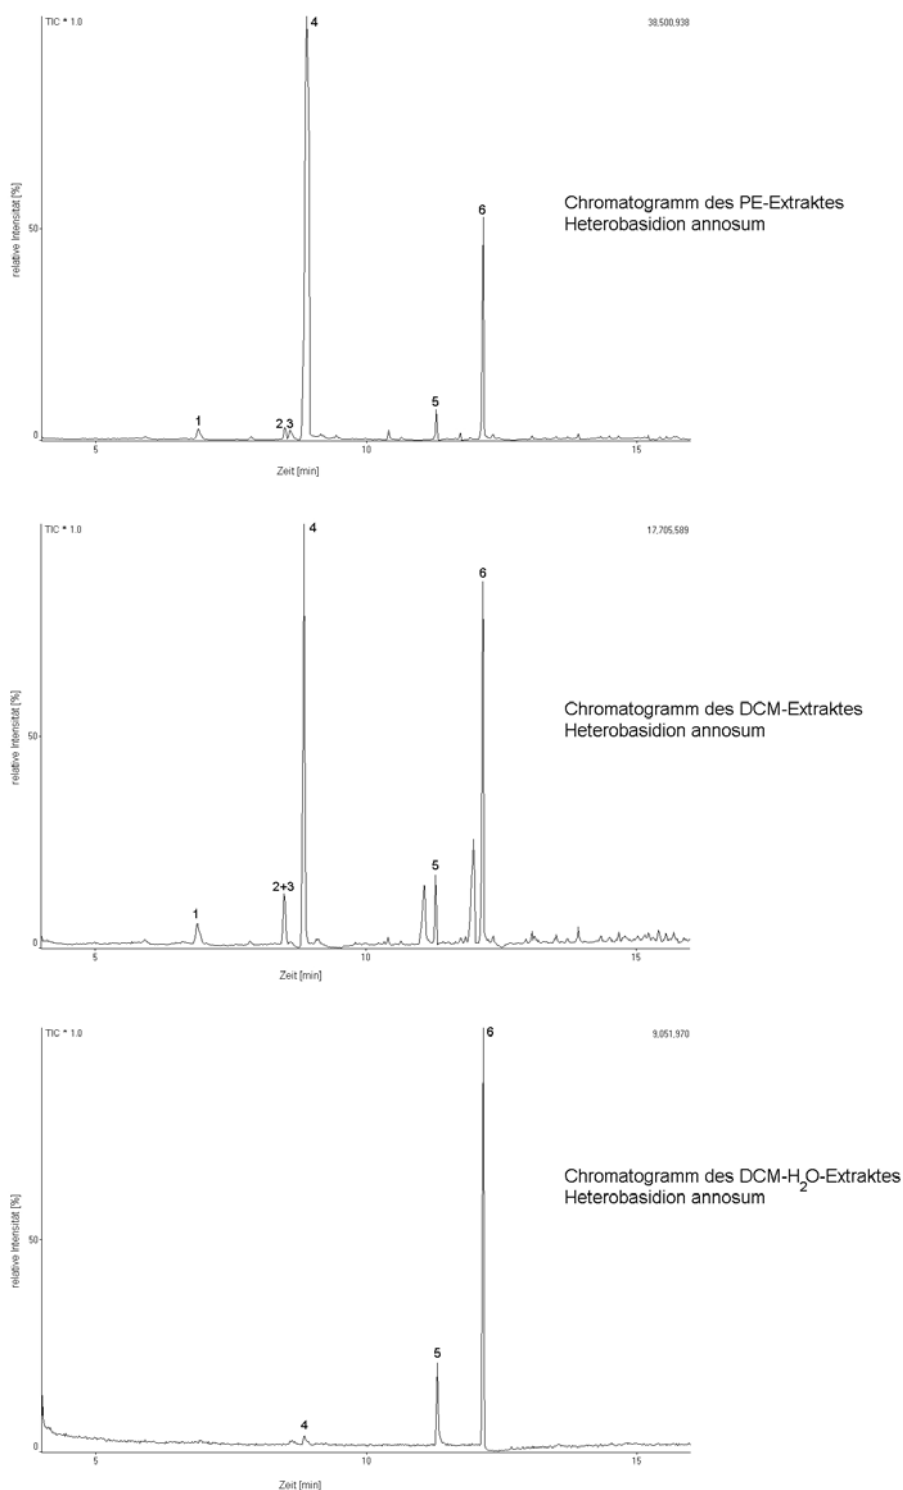 TIC * 1.0
4
38,500,938
relative Intensität [%]
50
0
1
2,3
5
6
5
10
15
Zeit [min]
Chromatogramm des PE-Extraktes
Heterobasidion annosum
TIC * 1.0
4
17,705,589
relative Intensität [%]
50
0
1
2+3
5
6
5
10
15
Zeit [min]
Chromatogramm des DCM-Extraktes
Heterobasidion annosum
TIC * 1.0
6
9,051,970
relative Intensität [%]
50
0
4
5
5
10
15
Zeit [min]
Chromatogramm des DCM-H₂O-Extraktes
Heterobasidion annosum